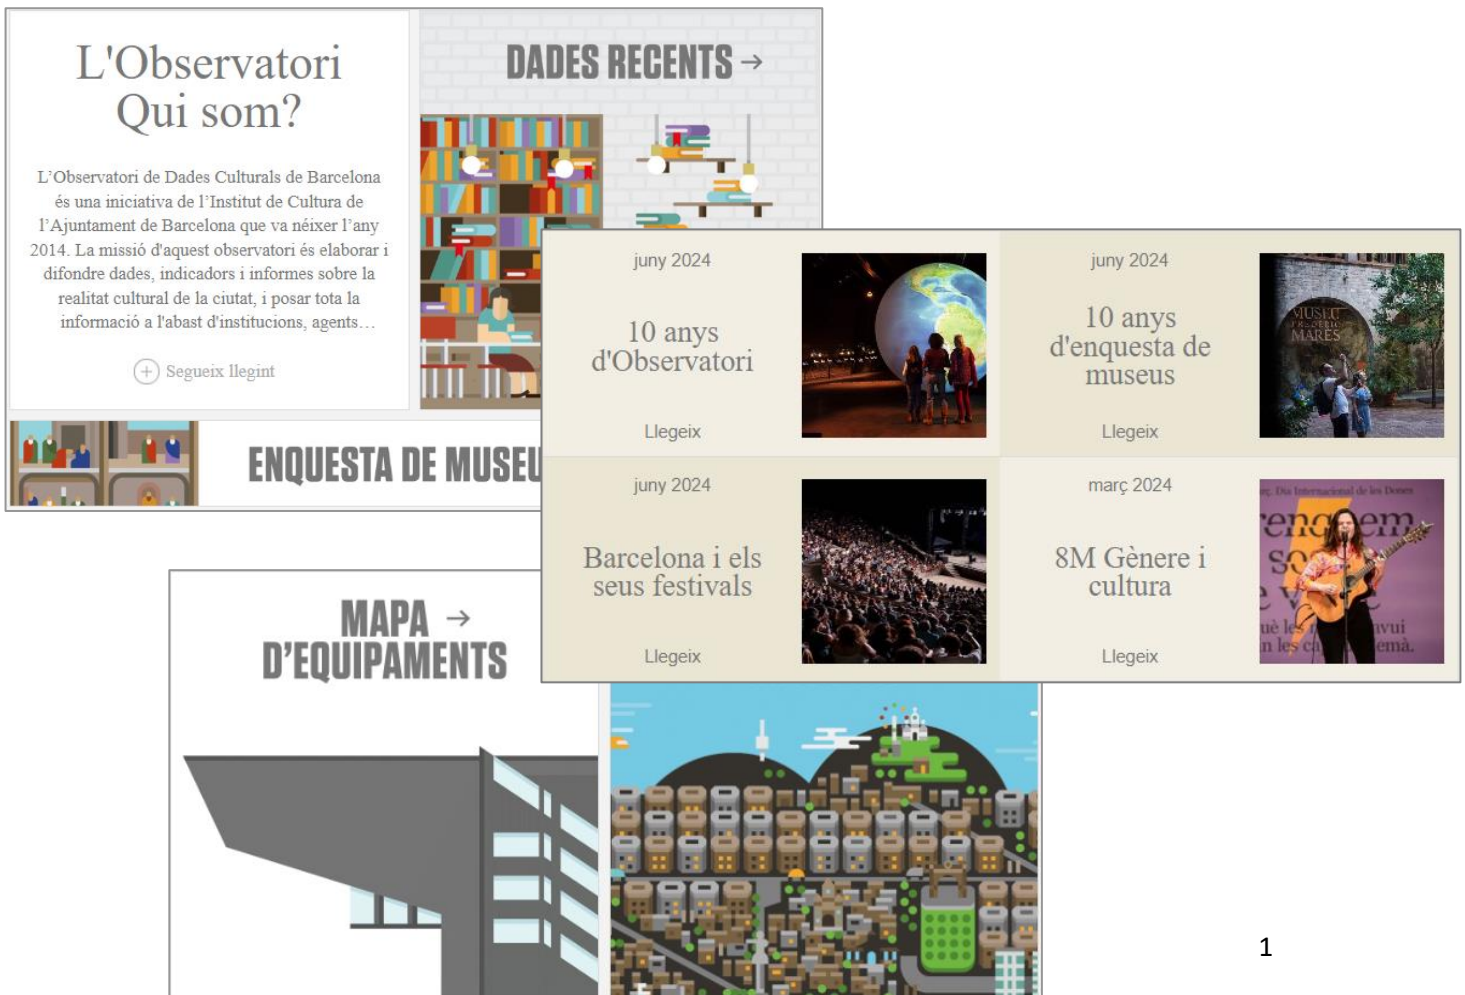 L'Observatori
Qui som?
L’Observatori de Dades Culturals de Barcelona
és una iniciativa de l’Institut de Cultura de
l’Ajuntament de Barcelona que va néixer l’any
2014. La missió d'aquest observatori és elaborar i
difondre dades, indicadors i informes sobre la
realitat cultural de la ciutat, i posar tota la
informació a l'abast d'institucions, agents…
Segueix llegint
DADES RECENTS →
ENQUESTA DE MUSEU
juny 2024
10 anys
d'Observatori
Llegeix
juny 2024
10 anys
d'enquesta de
museus
Llegeix
MUSEU
FREDERIC
MARES
juny 2024
Barcelona i els
seus festivals
Llegeix
març 2024
8M Gènere i
cultura
Llegeix
Dia Internacional de les Dones
MAPA →
D’EQUIPAMENTS
1